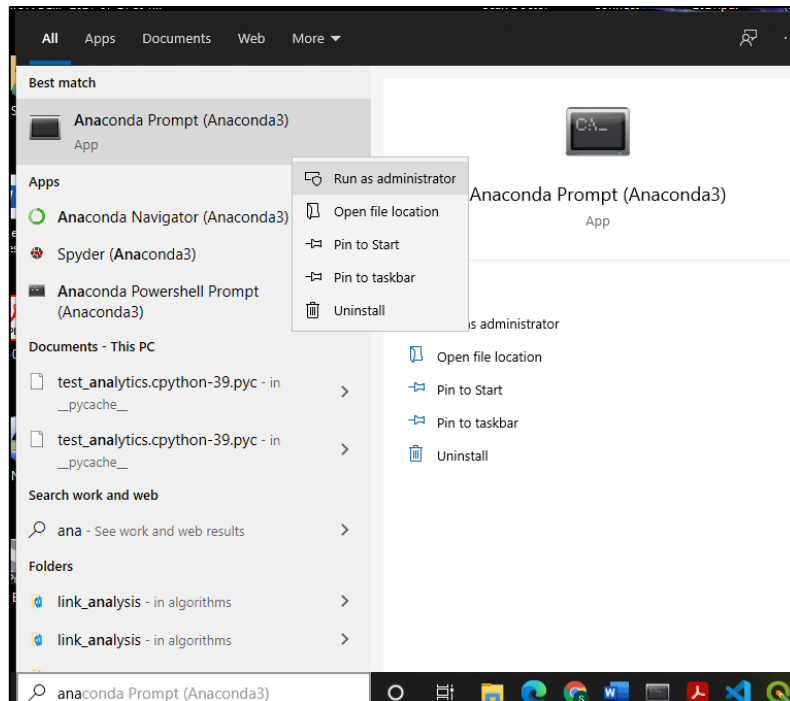 All Apps Documents Web More
Best match
Anaconda Prompt (Anaconda3)
App
Apps
Anaconda Navigator (Anaconda3)
Spyder (Anaconda3)
Anaconda Powershell Prompt
(Anaconda3)
Documents - This PC
test_analytics.cpython-39.pyc - in
__pycache__
test_analytics.cpython-39.pyc - in
__pycache__
Search work and web
ana - See work and web results
Folders
link_analysis - in algorithms
link_analysis - in algorithms
anaconda Prompt (Anaconda3)
Run as administrator
Open file location
Pin to Start
Pin to taskbar
Uninstall
C:\_
Anaconda Prompt (Anaconda3)
App
as administrator
Open file location
Pin to Start
Pin to taskbar
Uninstall